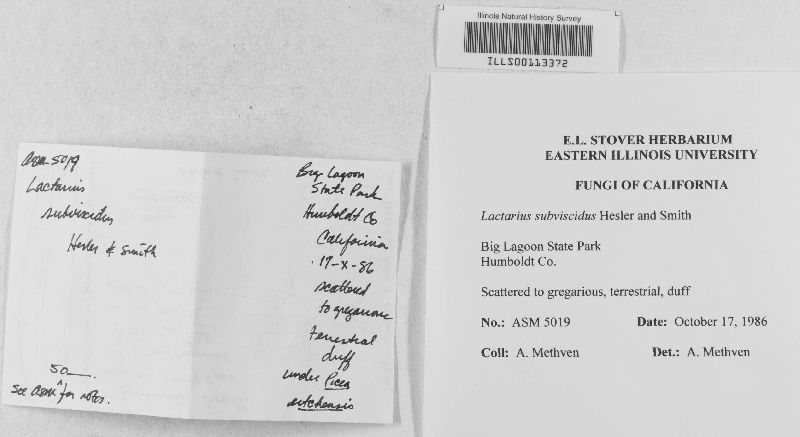 Illinois Natural History Survey
ILLS00113372
E.L. STOVER HERBARIUM
EASTERN ILLINOIS UNIVERSITY
FUNGI OF CALIFORNIA
Lactarius subviscidus Hesler and Smith
Big Lagoon State Park
Humboldt Co.
Scattered to gregarious, terrestrial, duff
No.: ASM 5019 Date: October 17, 1986
Coll: A. Methven Det.: A. Methven
ASM 5019
Lactarius
subviscidus
Hesler & Smith
50__
See ASM ^ for notes.
Big Lagoon
State Park
Humboldt Co
California
17-X-86
scattered
to gregarious
terrestrial
duff
under Picea
sitchensis